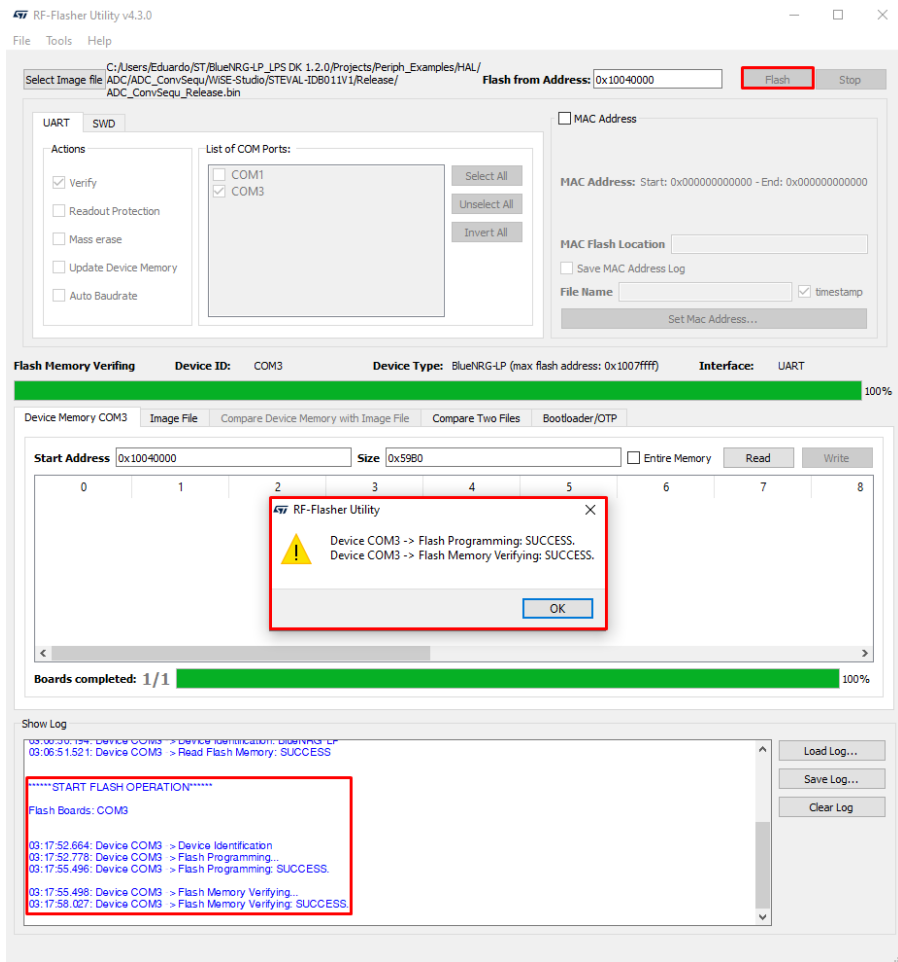 RF-Flasher Utility v4.3.0
File Tools Help
Select Image file
C:/Users/Eduardo/ST/BlueNRG-LP_LPS DK 1.2.0/Projects/Periph_Examples/HAL/
ADC/ADC_ConvSequ/WiSE-Studio/STEVAL-IDB011V1/Release/
ADC_ConvSequ_Release.bin
Flash from Address: 0x10040000
Flash Stop
UART SWD
Actions
Verify
Readout Protection
Mass erase
Update Device Memory
Auto Baudrate
List of COM Ports:
COM1
COM3
Select All
Unselect All
Invert All
MAC Address
MAC Address: Start: 0x000000000000 - End: 0x000000000000
MAC Flash Location
Save MAC Address Log
File Name timestamp
Set Mac Address...
Flash Memory Verifing Device ID: COM3 Device Type: BlueNRG-LP (max flash address: 0x1007ffff) Interface: UART
100%
Device Memory COM3 Image File Compare Device Memory with Image File Compare Two Files Bootloader/OTP
Start Address 0x10040000 Size 0x59B0 Entire Memory Read Write
0 1 2 3 4 5 6 7 8
RF-Flasher Utility
Device COM3 -> Flash Programming: SUCCESS.
Device COM3 -> Flash Memory Verifying: SUCCESS.
OK
Boards completed: 1/1 100%
Show Log
03:06:50.194: Device COM3 -> Device Identification: BlueNRG-LP
03:06:51.521: Device COM3 -> Read Flash Memory: SUCCESS
******START FLASH OPERATION******
Flash Boards: COM3
03:17:52.664: Device COM3 -> Device Identification
03:17:52.778: Device COM3 -> Flash Programming...
03:17:55.496: Device COM3 -> Flash Programming: SUCCESS.
03:17:55.498: Device COM3 -> Flash Memory Verifying...
03:17:58.027: Device COM3 -> Flash Memory Verifying: SUCCESS.
Load Log...
Save Log...
Clear Log